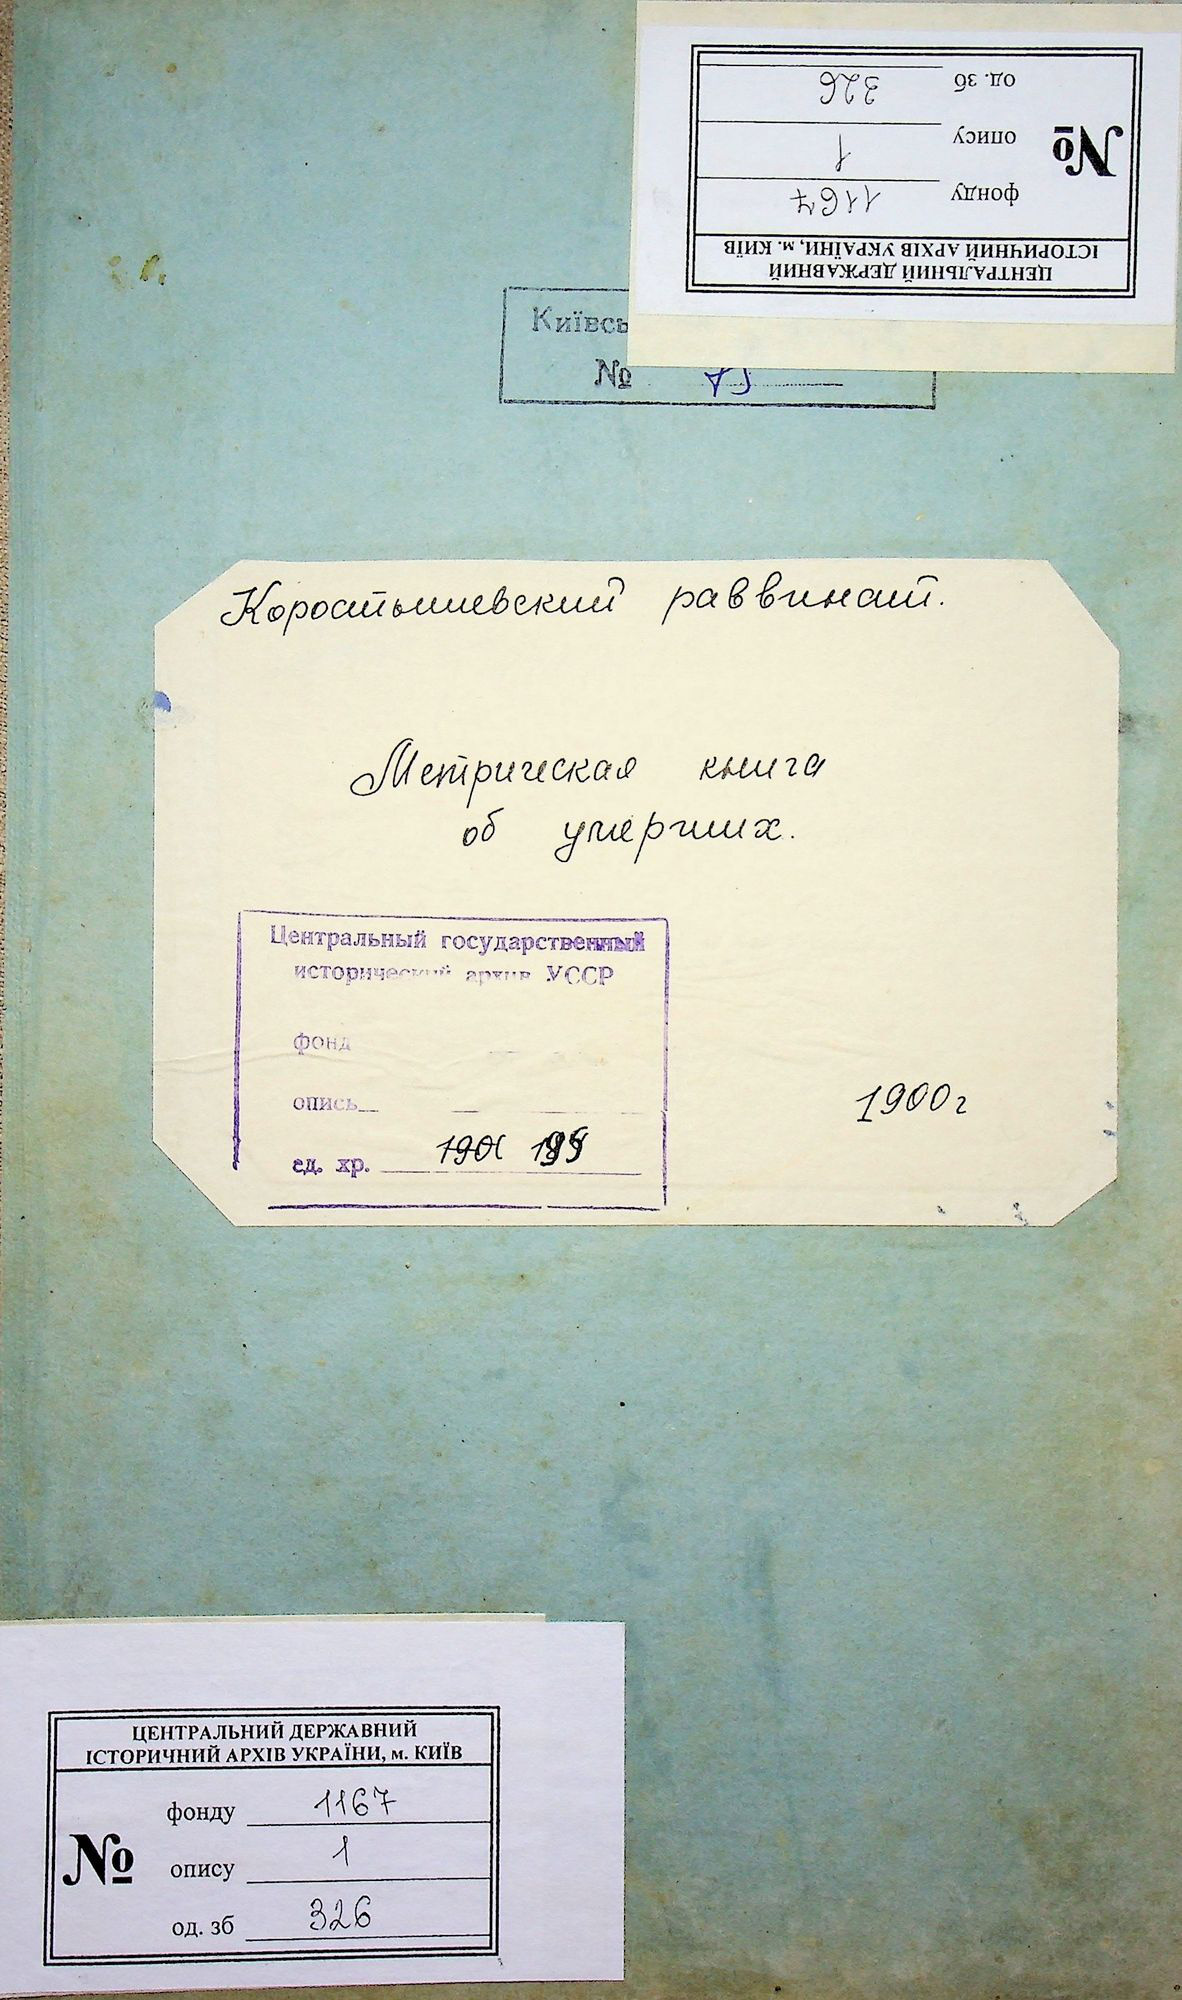 ЦЕНТРАЛЬНИЙ ДЕРЖАВНИЙ
ІСТОРИЧНИЙ АРХІВ УКРАЇНИ, м. КИЇВ
№
фонду 1167
опису 1
од. зб 326
Київсь
№
Коростышевский раввинат.
Метрическая книга
об умерших.
Центральный государственный
исторический архив УССР
фонд
опись
ед. хр.
1900 г
ЦЕНТРАЛЬНИЙ ДЕРЖАВНИЙ
ІСТОРИЧНИЙ АРХІВ УКРАЇНИ, м. КИЇВ
№
фонду 1167
опису 1
од. зб 326